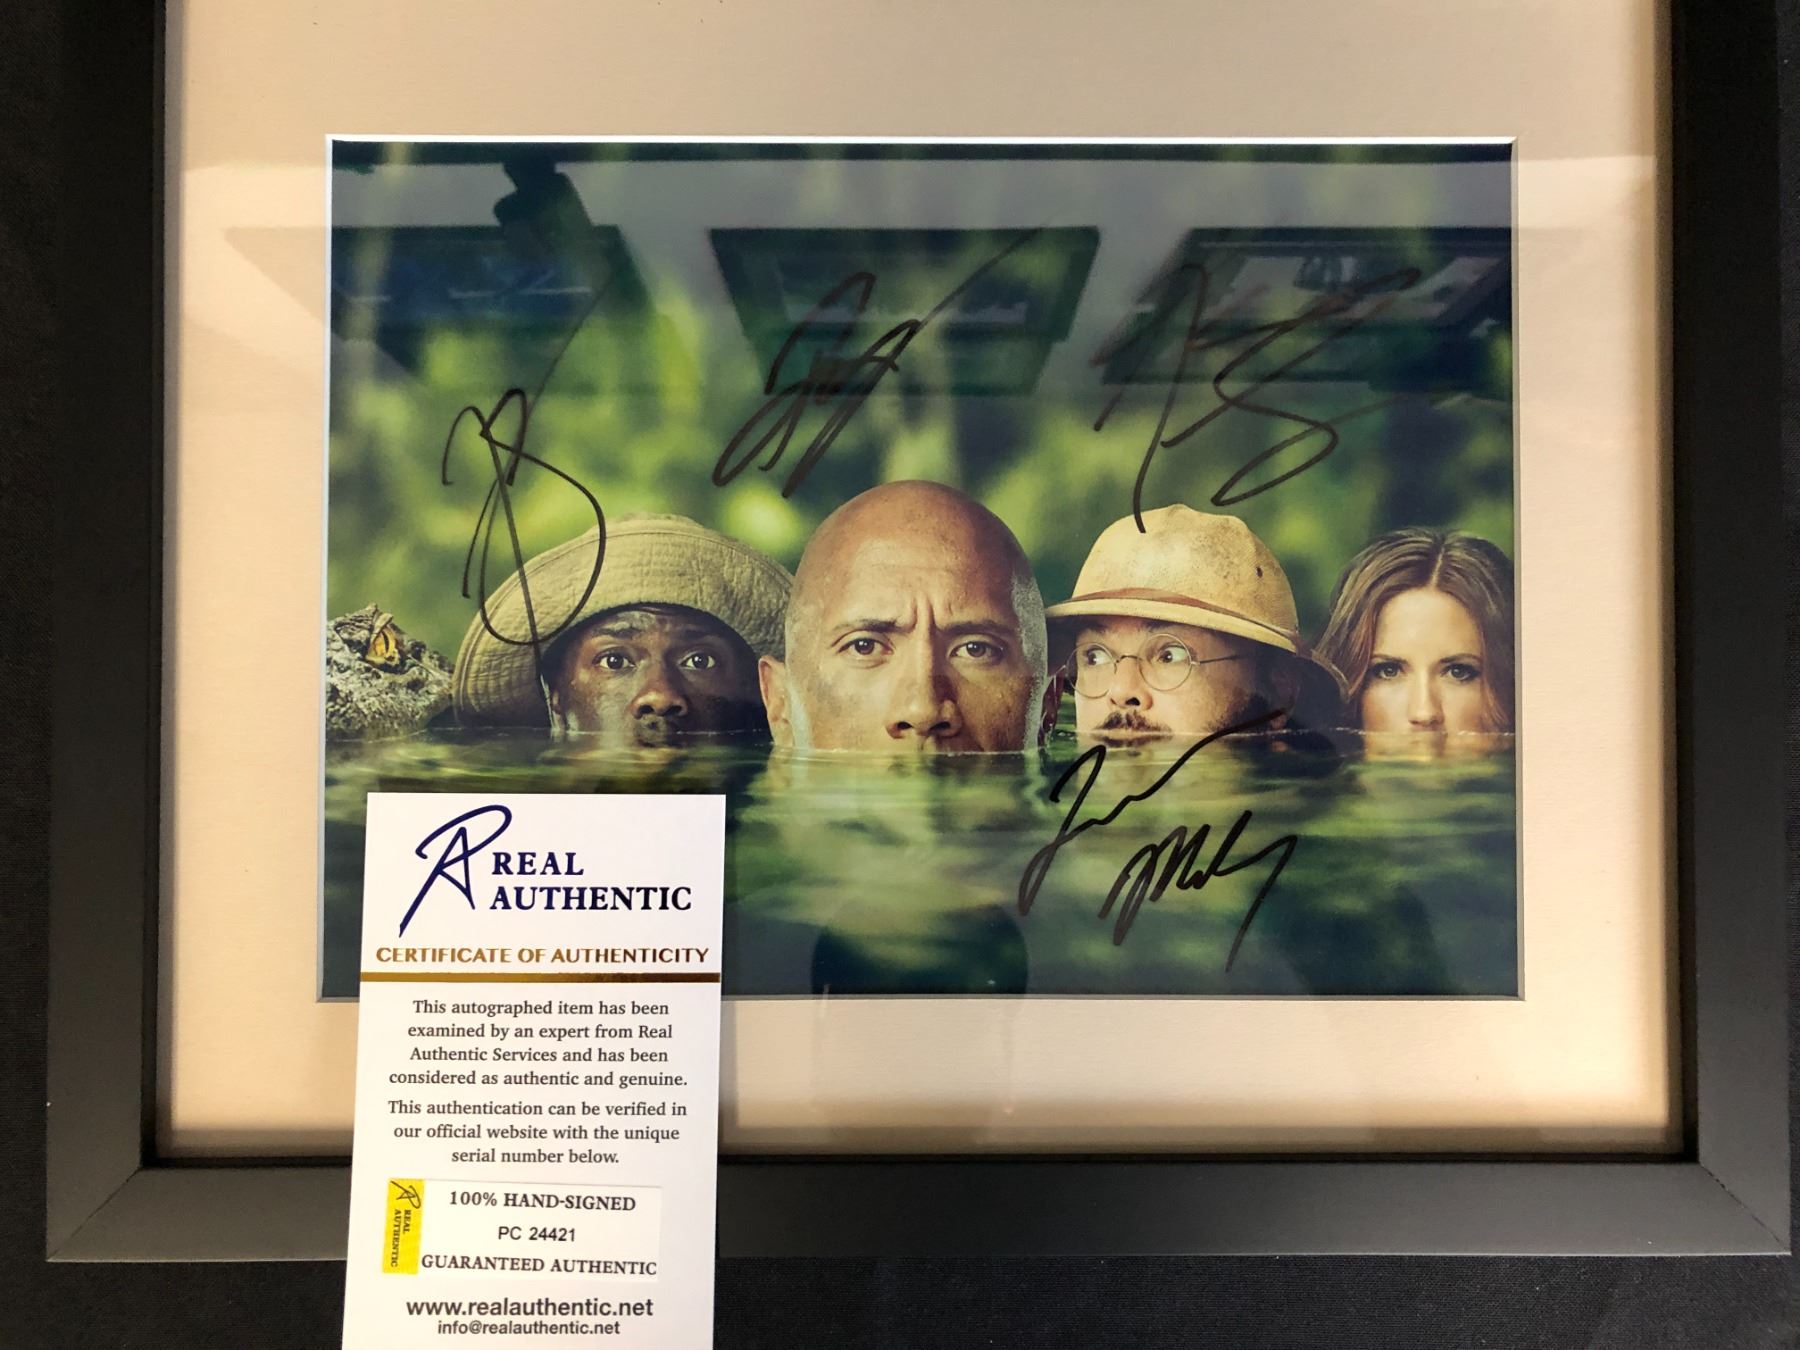 REAL
AUTHENTIC
CERTIFICATE OF AUTHENTICITY
This autographed item has been
examined by an expert from Real
Authentic Services and has been
considered as authentic and genuine.
This authentication can be verified in
our official website with the unique
serial number below.
REAL
AUTHENTIC
100% HAND-SIGNED
PC 24421
GUARANTEED AUTHENTIC
www.realauthentic.net
info@realauthentic.net